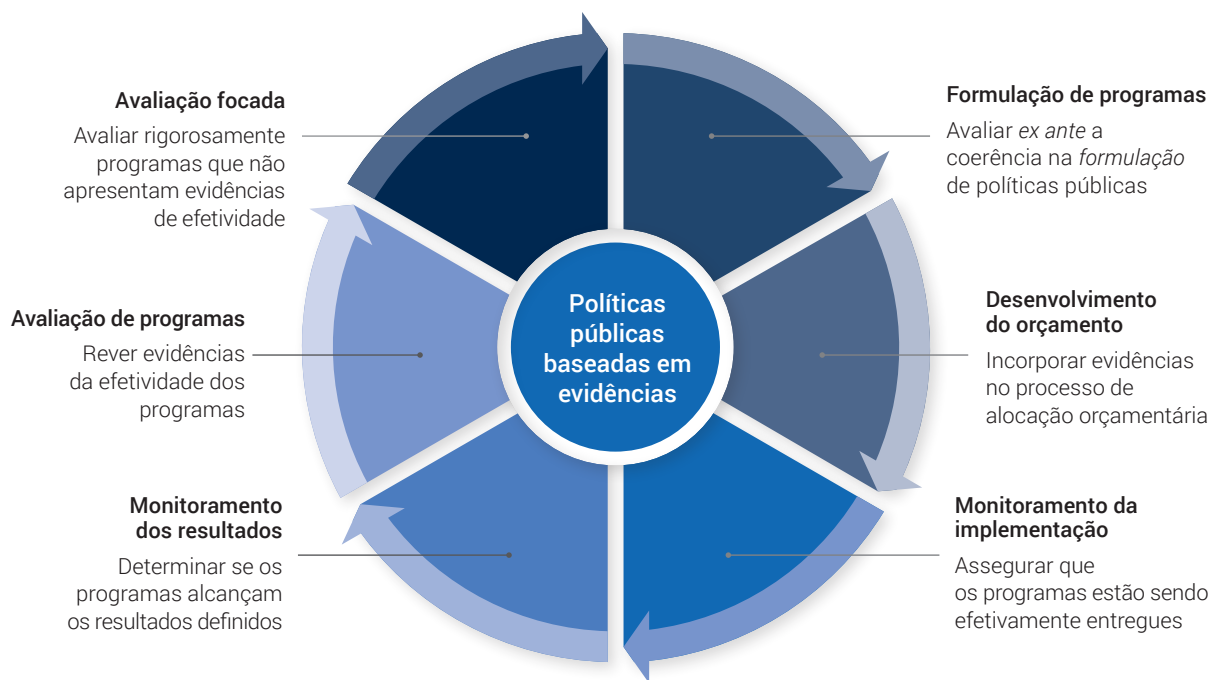 Avaliação focada
Avaliar rigorosamente
programas que não
apresentam evidências
de efetividade
Formulação de programas
Avaliar ex ante a
coerência na formulação
de políticas públicas
Avaliação de programas
Rever evidências
da efetividade dos
programas
Políticas
públicas
baseadas em
evidências
Desenvolvimento
do orçamento
Incorporar evidências
no processo de
alocação orçamentária
Monitoramento
dos resultados
Determinar se os
programas alcançam
os resultados definidos
Monitoramento da
implementação
Assegurar que
os programas estão sendo
efetivamente entregues